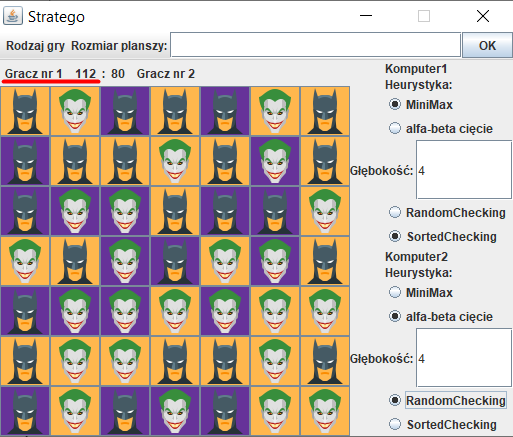 Stratego
Rodzaj gry Rozmiar planszy: OK
Gracz nr 1 112 : 80 Gracz nr 2
Komputer1
Heurystyka:
MiniMax
alfa-beta cięcie
Głębokość: 4
RandomChecking
SortedChecking
Komputer2
Heurystyka:
MiniMax
alfa-beta cięcie
Głębokość: 4
RandomChecking
SortedChecking